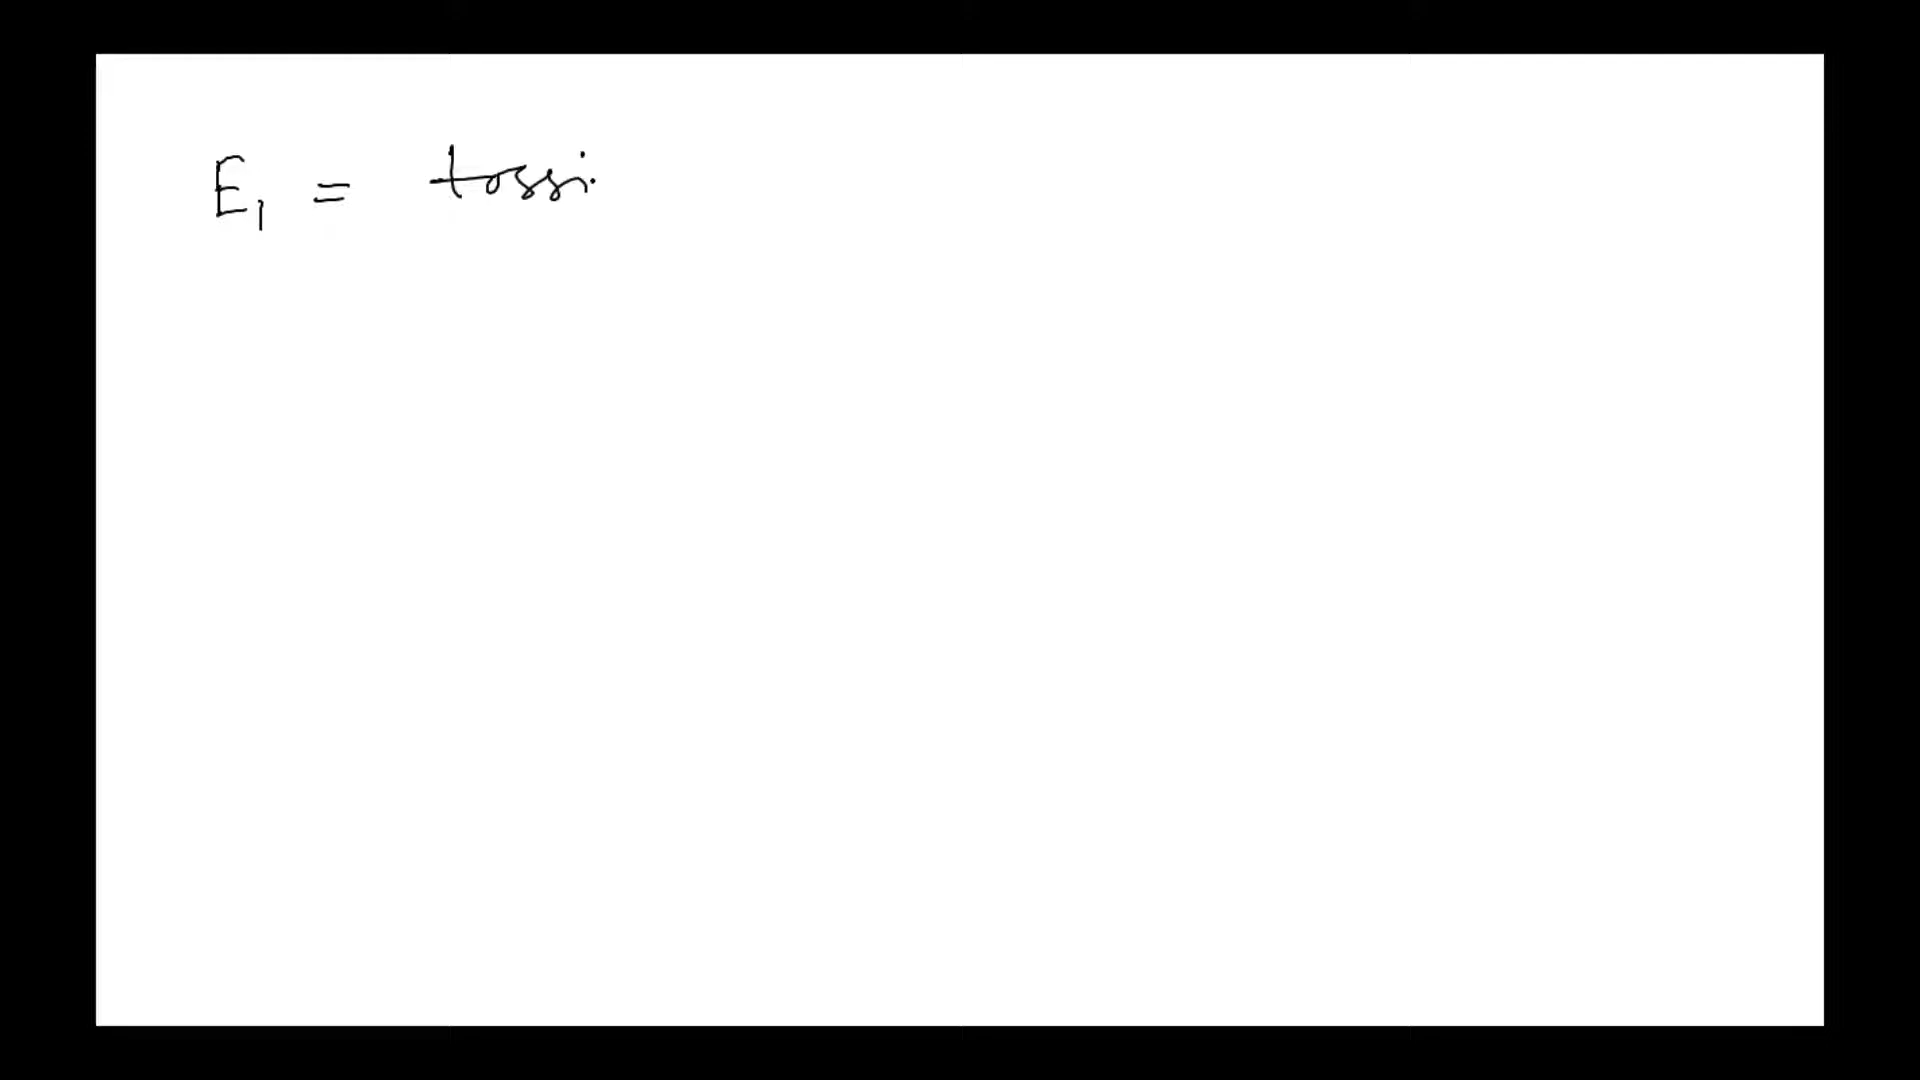 E₁ = tossi